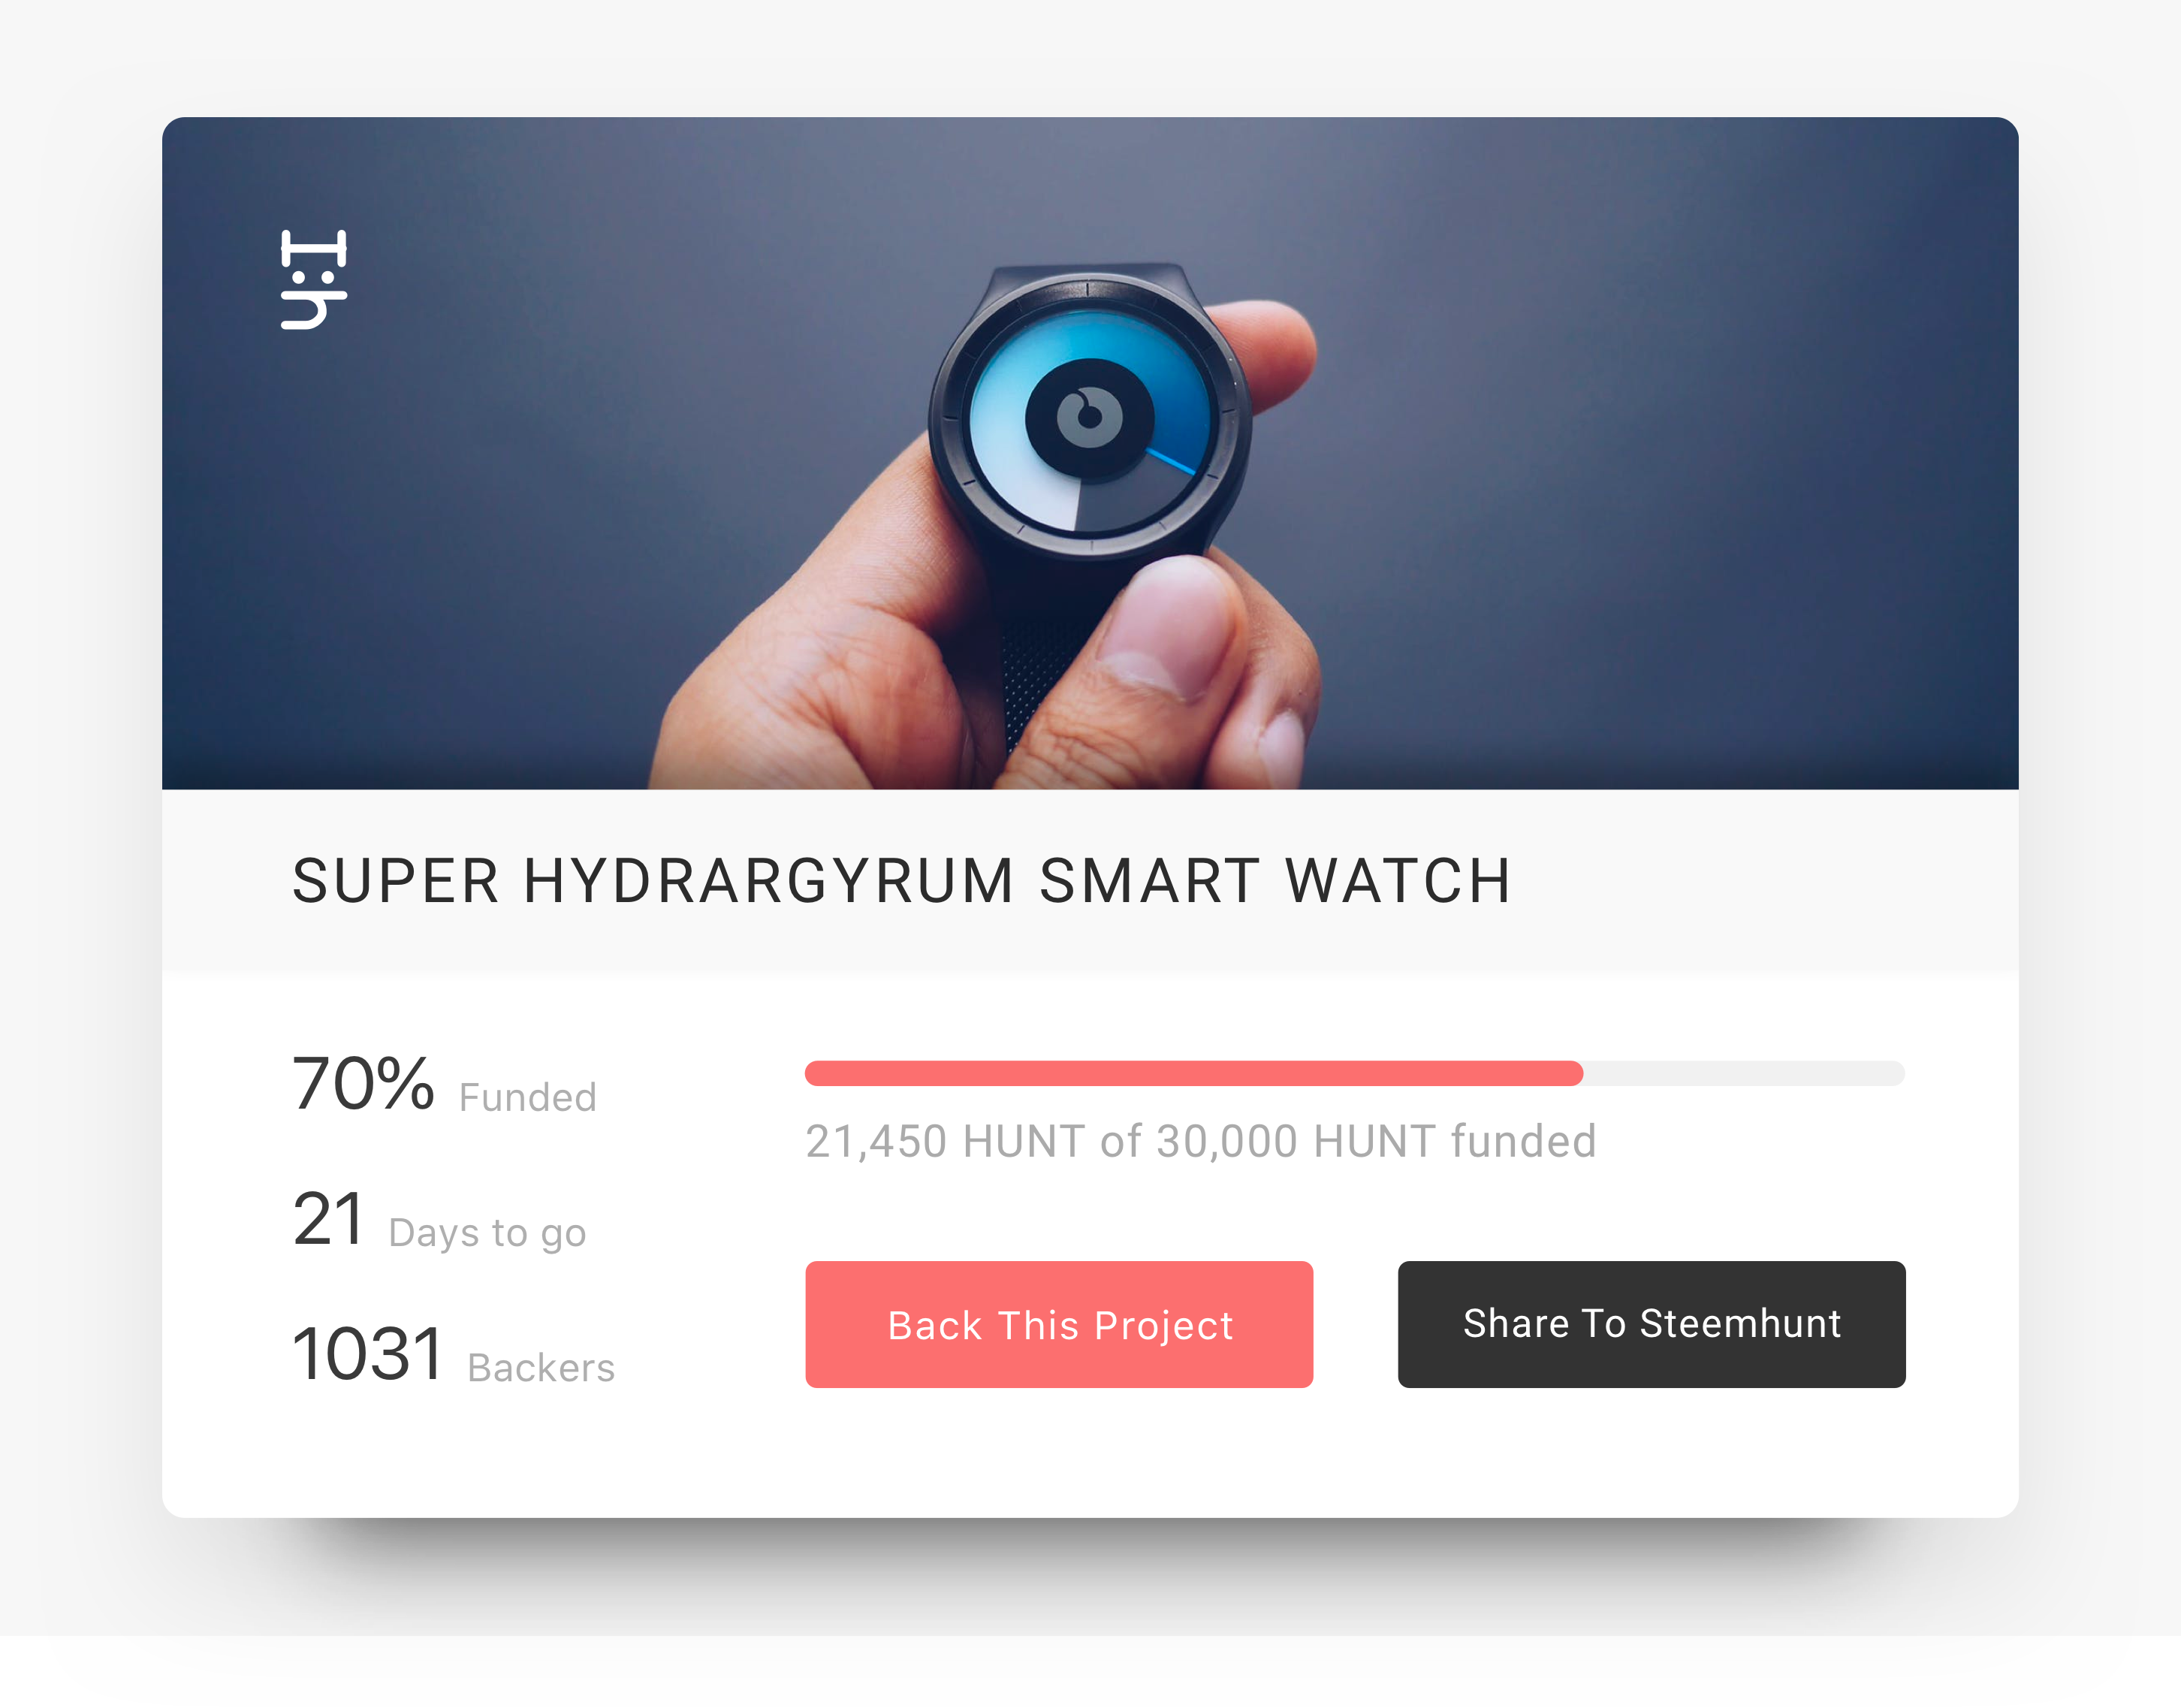 SUPER HYDRARGYRUM SMART WATCH
70% Funded
21,450 HUNT of 30,000 HUNT funded
21 Days to go
1031 Backers
Back This Project
Share To Steemhunt